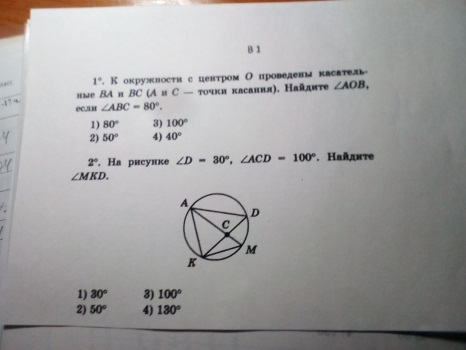 В 1
1°. К окружности с центром O проведены касатель-
ные BA и BC (A и C — точки касания). Найдите ∠AOB,
если ∠ABC = 80°.
1) 80° 3) 100°
2) 50° 4) 40°
2°. На рисунке ∠D = 30°, ∠ACD = 100°. Найдите
∠MKD.
A
D
C
M
K
1) 30° 3) 100°
2) 50° 4) 130°